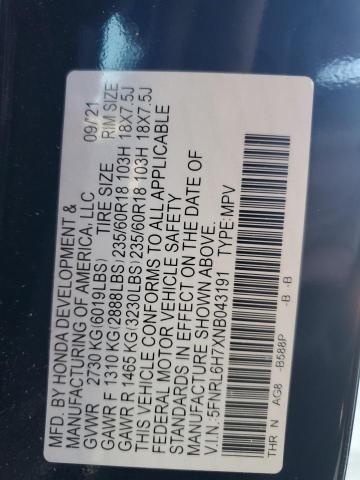 MFD. BY HONDA DEVELOPMENT &
MANUFACTURING OF AMERICA, LLC 09/21
GVWR 2730 KG(6019LBS) TIRE SIZE RIM SIZE
GAWR F 1310 KG(2888LBS)235/60R18 103H 18X7.5J
GAWR R 1465 KG(3230LBS)235/60R18 103H 18X7.5J
THIS VEHICLE CONFORMS TO ALL APPLICABLE
FEDERAL MOTOR VEHICLE SAFETY
STANDARDS IN EFFECT ON THE DATE OF
MANUFACTURE SHOWN ABOVE.
V.I.N.:5FNRL6H7XNB043191 TYPE:MPV
THR N AG8 -B588P -B -B